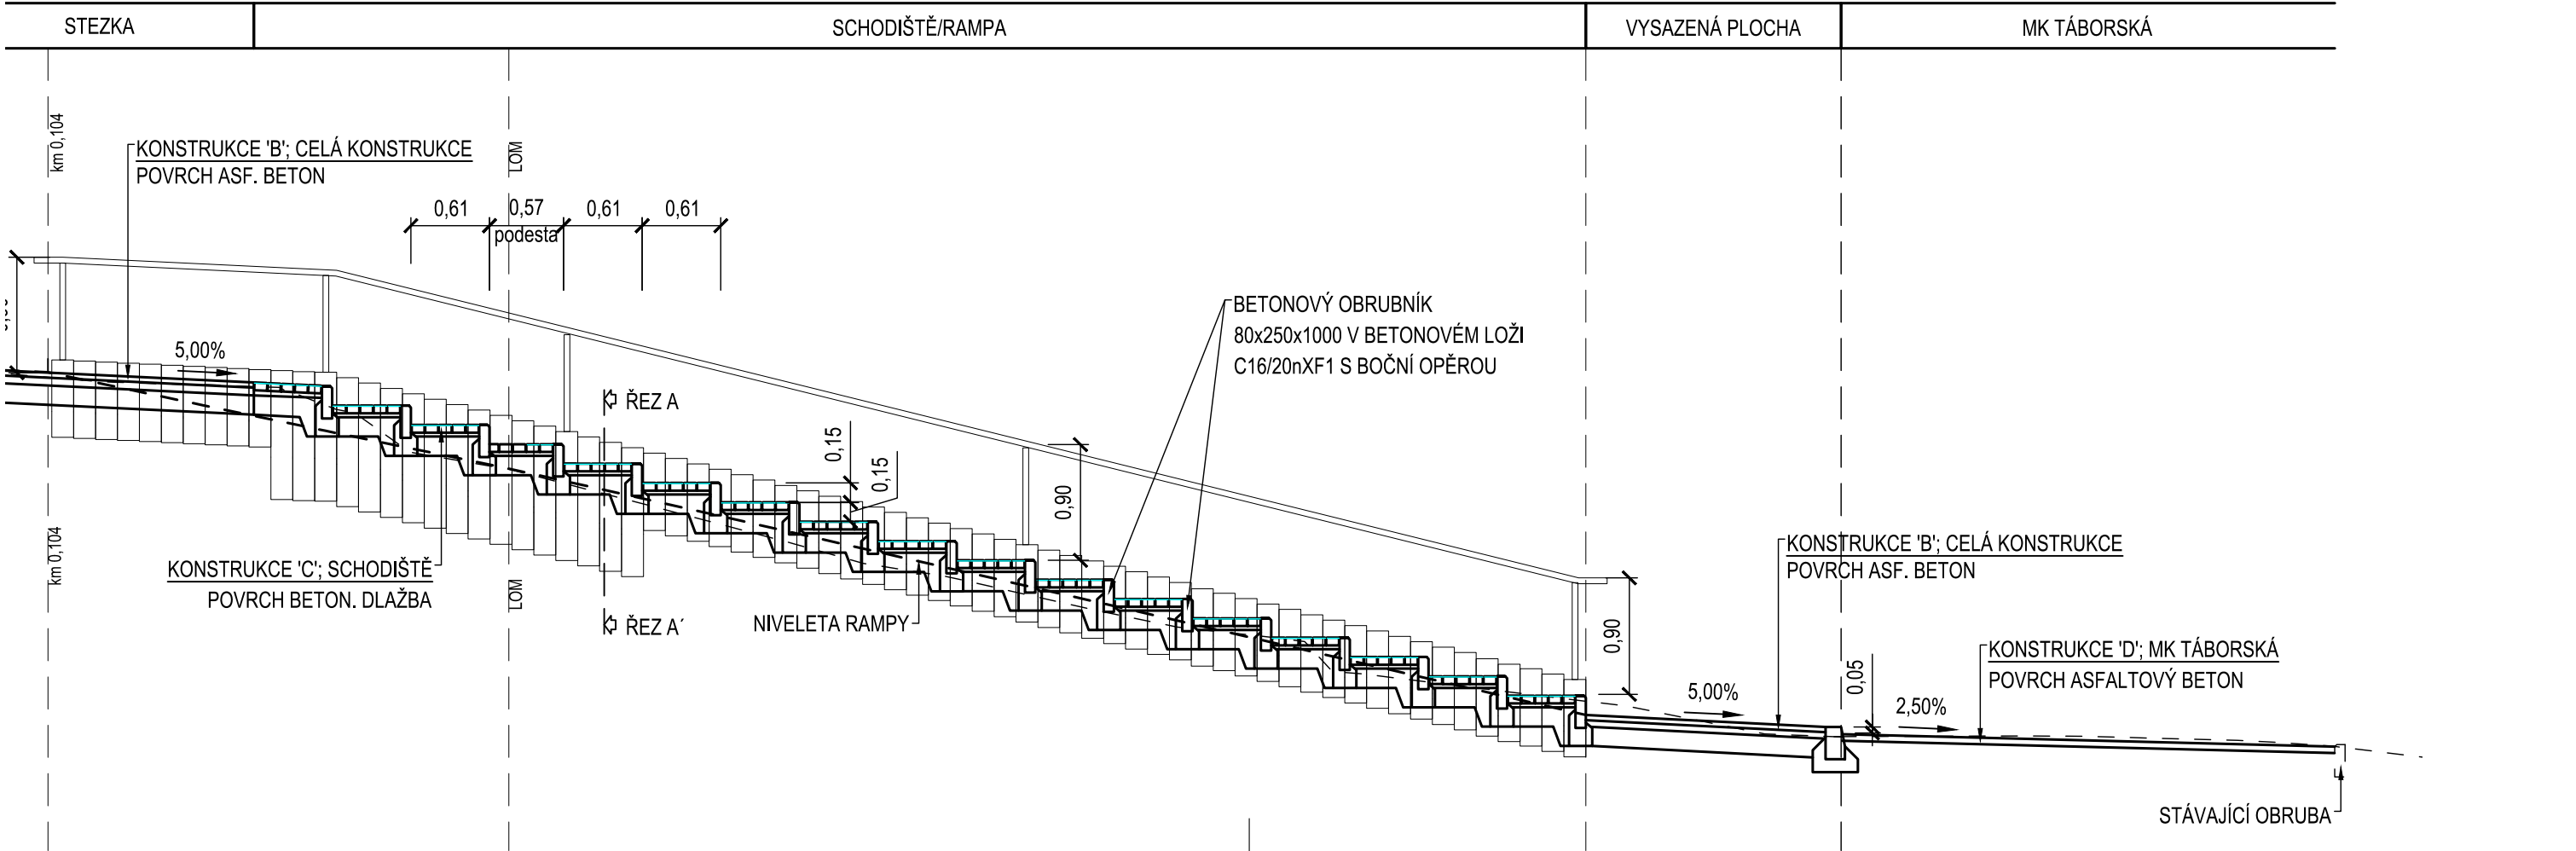 STEZKA
SCHODIŠTĚ/RAMPA
VYSAZENÁ PLOCHA
MK TÁBORSKÁ
km 0,104
LOM
KONSTRUKCE 'B'; CELÁ KONSTRUKCE
POVRCH ASF. BETON
0,61
0,57
0,61
0,61
podesta
BETONOVÝ OBRUBNÍK
80x250x1000 V BETONOVÉM LOŽI
C16/20nXF1 S BOČNÍ OPĚROU
5,00%
ŘEZ A
0,15
0,15
0,90
km 0,104
LOM
KONSTRUKCE 'C'; SCHODIŠTĚ
POVRCH BETON. DLAŽBA
ŘEZ A´
NIVELETA RAMPY
KONSTRUKCE 'B'; CELÁ KONSTRUKCE
POVRCH ASF. BETON
0,90
KONSTRUKCE 'D'; MK TÁBORSKÁ
POVRCH ASFALTOVÝ BETON
5,00%
0,05
2,50%
STÁVAJÍCÍ OBRUBA